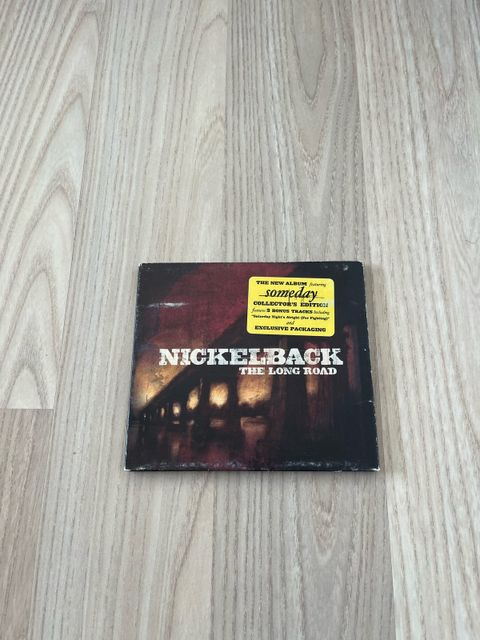 THE NEW ALBUM featuring
someday
COLLECTOR'S EDITION
features 2 BONUS TRACKS including
"Saturday Night's Alright (For Fighting)"
and
EXCLUSIVE PACKAGING
NICKELBACK
THE LONG ROAD